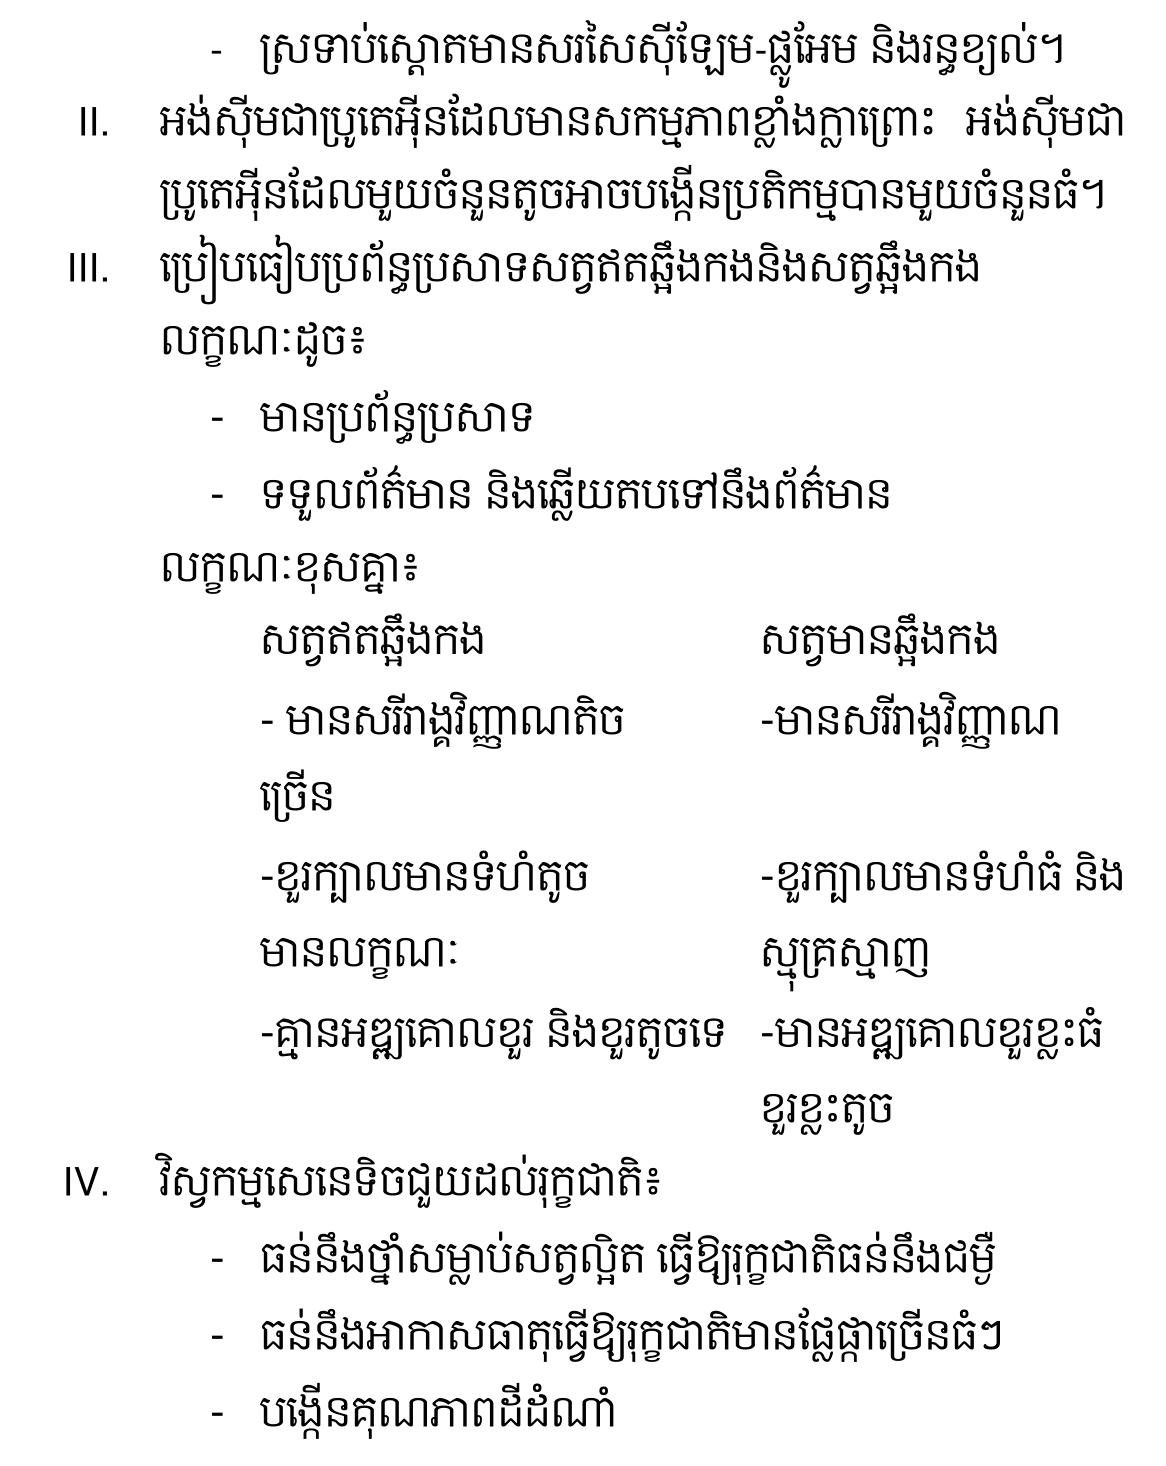 - ស្រទាប់ស្តោតមានសរសៃស៊ីឡែម-ផ្លូអែម និងរន្ធខ្យល់។
II. អង់ស៊ីមជាប្រូតេអ៊ីនដែលមានសកម្មភាពខ្លាំងក្លាព្រោះ អង់ស៊ីមជា
ប្រូតេអ៊ីនដែលមួយចំនួនតូចអាចបង្កើនប្រតិកម្មបានមួយចំនួនធំ។
III. ប្រៀបធៀបប្រព័ន្ធប្រសាទសត្វឥតឆ្អឹងកងនិងសត្វឆ្អឹងកង
លក្ខណៈដូច៖
- មានប្រព័ន្ធប្រសាទ
- ទទួលព័ត៌មាន និងឆ្លើយតបទៅនឹងព័ត៌មាន
លក្ខណៈខុសគ្នា៖
សត្វឥតឆ្អឹងកង សត្វមានឆ្អឹងកង
- មានសរីរាង្គវិញ្ញាណតិច -មានសរីរាង្គវិញ្ញាណ
ច្រើន
-ខួរក្បាលមានទំហំតូច -ខួរក្បាលមានទំហំធំ និង
មានលក្ខណៈ ស្មុគ្រស្មាញ
-គ្មានអឌ្ឍគោលខួរ និងខួរតូចទេ -មានអឌ្ឍគោលខួរខ្លះធំ
ខួរខ្លះតូច
IV. វិស្វកម្មសេនេទិចជួយដល់រុក្ខជាតិ៖
- ធន់នឹងថ្នាំសម្លាប់សត្វល្អិត ធ្វើឱ្យរុក្ខជាតិធន់នឹងជម្ងឺ
- ធន់នឹងអាកាសធាតុធ្វើឱ្យរុក្ខជាតិមានផ្លែផ្កាច្រើនធំៗ
- បង្កើនគុណភាពដីដំណាំ